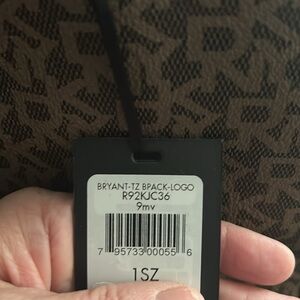 BRYANT-TZ BPACK-LOGO
R92KJC36
9mv
7 95733 00055 6
1SZ